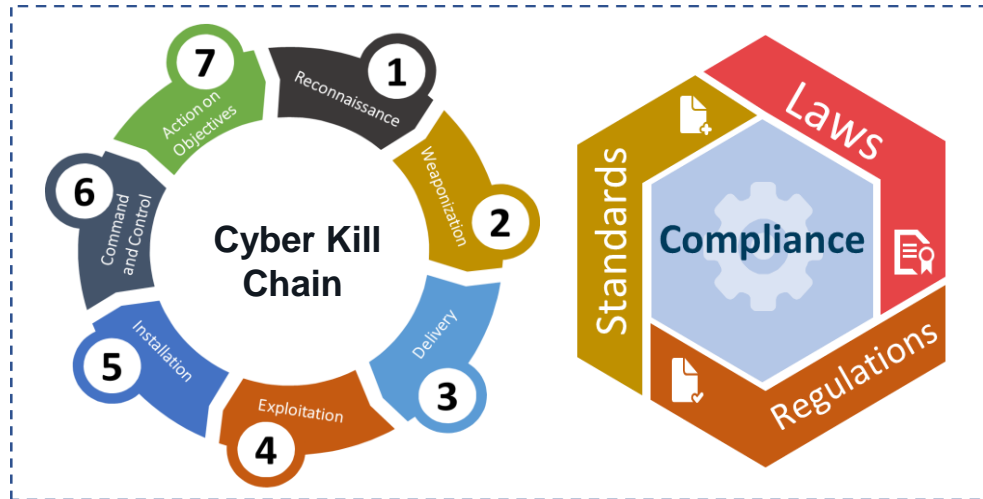 Cyber Kill
Chain
1
Reconnaissance
2
Weaponization
3
Delivery
4
Exploitation
5
Installation
6
Command
and Control
7
Action on
Objectives
Compliance
Standards
Laws
Regulations